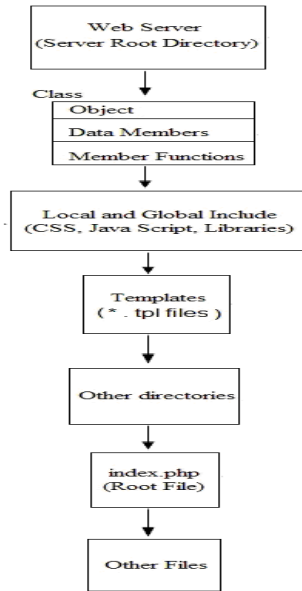 Web Server
(Server Root Directory)
Class
Object
Data Members
Member Functions
Local and Global Include
(CSS, Java Script, Libraries)
Templates
( * . tpl files )
Other directories
index.php
(Root File)
Other Files